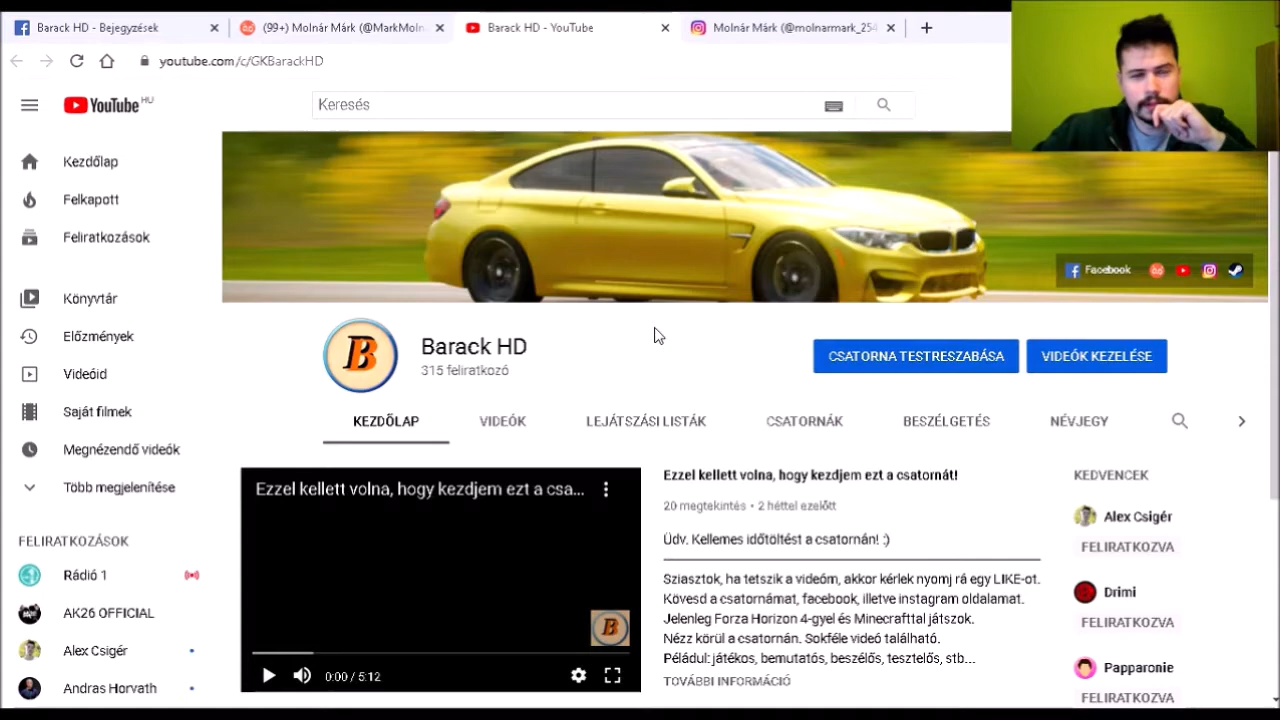 Barack HD - Bejegyzések
(99+) Molnár Márk (@MarkMoln
Barack HD - YouTube
Molnár Márk (@molnarmark_254
youtube.com/c/GKBarackHD
YouTube HU
Keresés
Kezdőlap
Felkapott
Feliratkozások
Könyvtár
Előzmények
Videóid
Saját filmek
Megnézendő videók
Több megjelenítése
FELIRATKOZÁSOK
Rádió 1
AK26 OFFICIAL
Alex Csigér
Andras Horvath
Facebook
B
Barack HD
315 feliratkozó
CSATORNA TESTRESZABÁSA
VIDEÓK KEZELÉSE
KEZDŐLAP
VIDEÓK
LEJÁTSZÁSI LISTÁK
CSATORNÁK
BESZÉLGETÉS
NÉVJEGY
Ezzel kellett volna, hogy kezdjem ezt a csa...
B
0:00 / 5:12
Ezzel kellett volna, hogy kezdjem ezt a csatornát!
20 megtekintés • 2 héttel ezelőtt
Üdv. Kellemes időtöltést a csatornán! :)
Sziasztok, ha tetszik a videóm, akkor kérlek nyomj rá egy LIKE-ot.
Kövesd a csatornámat, facebook, illetve instagram oldalamat.
Jelenleg Forza Horizon 4-gyel és Minecrafttal játszok.
Nézz körül a csatornán. Sokféle videó található.
Péládul: játékos, bemutatós, beszélős, tesztelős, stb...
TOVÁBBI INFORMÁCIÓ
KEDVENCEK
Alex Csigér
FELIRATKOZVA
Drimi
FELIRATKOZVA
Papparonie
FELIRATKOZVA